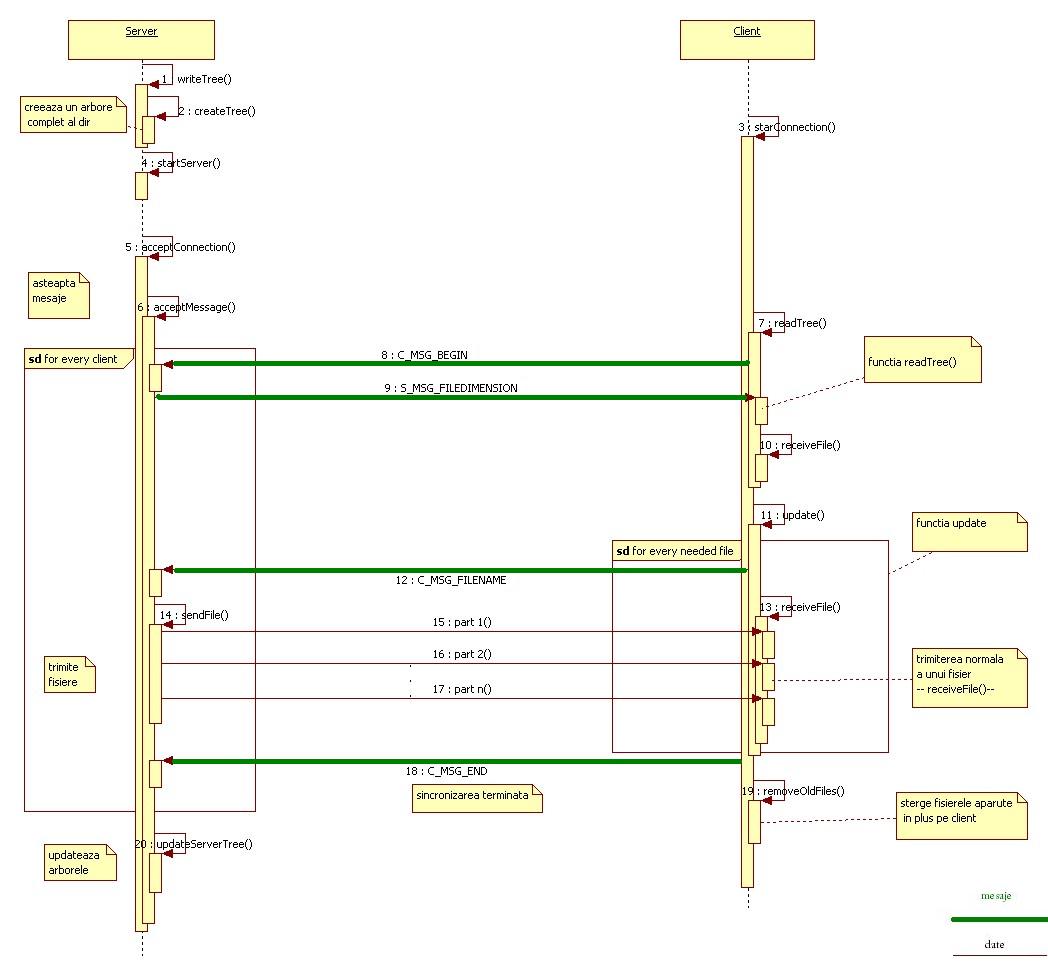 Server
Client
1 writeTree()
creeaza un arbore
complet al dir
2 : createTree()
3 : starConnection()
4 : startServer()
5 : acceptConnection()
asteapta
mesaje
6 : acceptMessage()
7 : readTree()
sd for every client
8 : C_MSG_BEGIN
functia readTree()
9 : S_MSG_FILEDIMENSION
10 : receiveFile()
11 : update()
functia update
sd for every needed file
12 : C_MSG_FILENAME
13 : receiveFile()
14 : sendFile()
15 : part 1()
16 : part 2()
trimite
fisiere
trimiterea normala
a unui fisier
-- receiveFile()--
17 : part n()
18 : C_MSG_END
sincronizarea terminata
19 : removeOldFiles()
sterge fisierele aparute
in plus pe client
20 : updateServerTree()
updateaza
arborele
mesaje
date